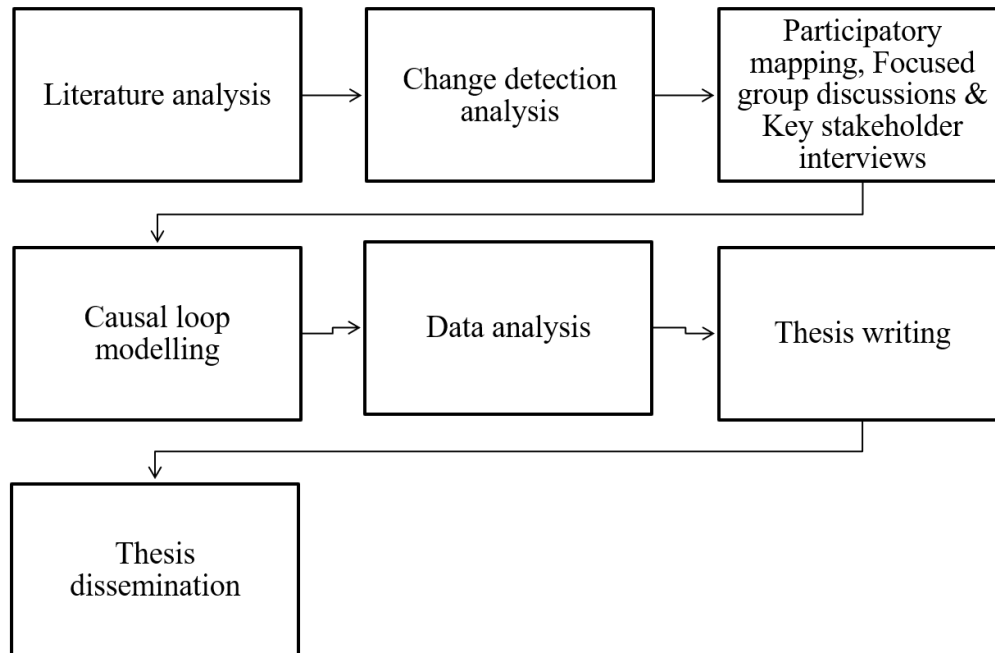 Literature analysis
Change detection
analysis
Participatory
mapping, Focused
group discussions &
Key stakeholder
interviews
Causal loop
modelling
Data analysis
Thesis writing
Thesis
dissemination